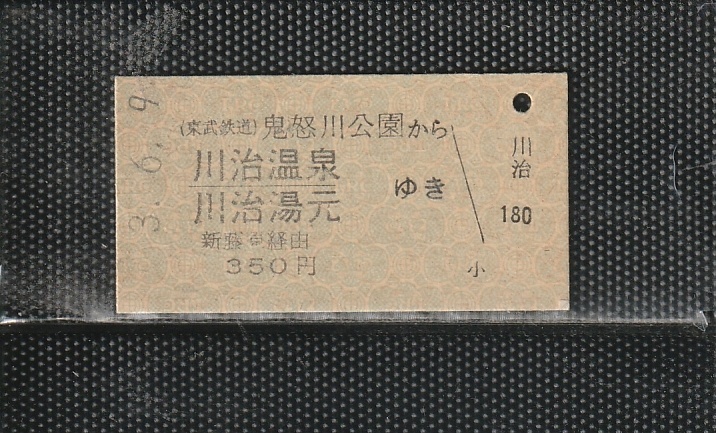 3. 6. 9
(東武鉄道)鬼怒川公園から
川治温泉
川治湯元
ゆき
新藤原経由
350円
川治
180
小